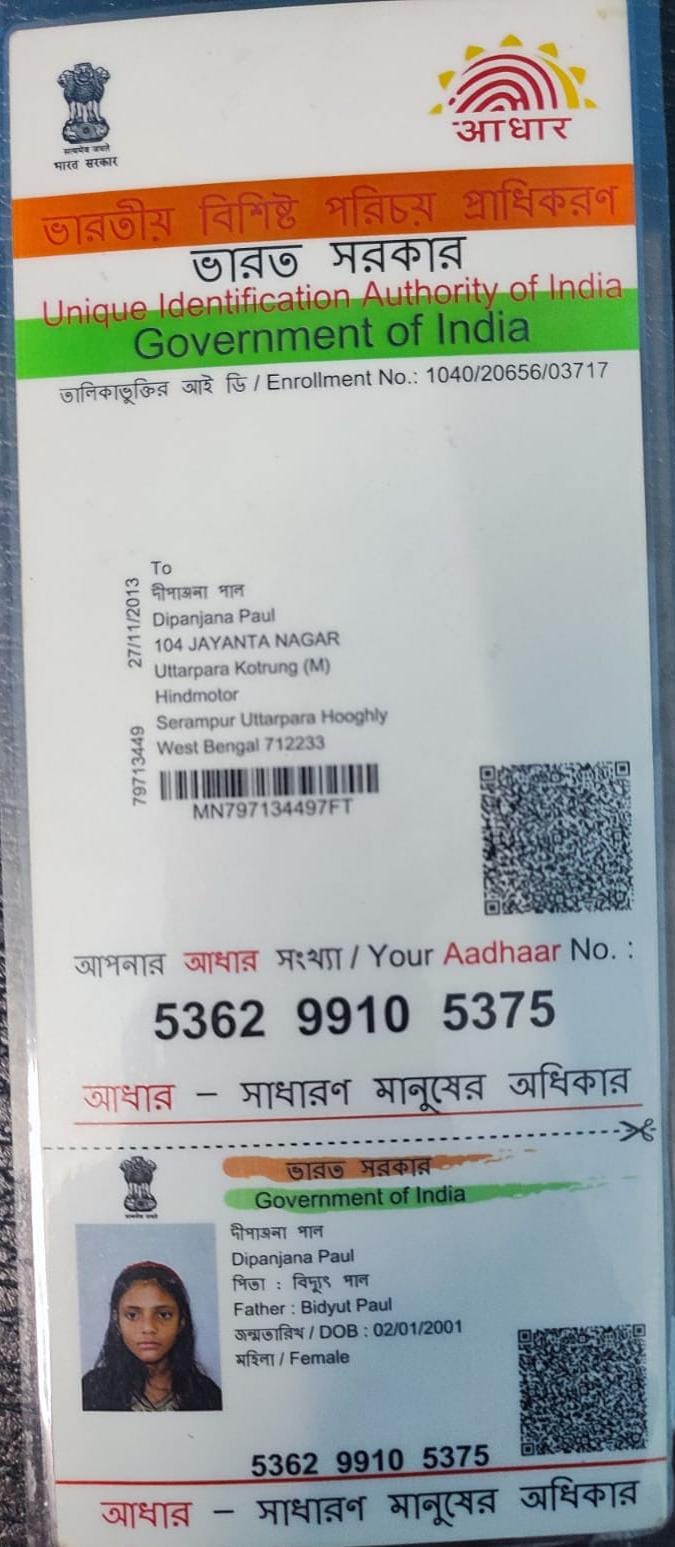 आधार
सत्यमेव जयते
भारत सरकार
ভারতীয় বিশিষ্ট পরিচয় প্রাধিকরণ
ভারত সরকার
Unique Identification Authority of India
Government of India
তালিকাভুক্তির আই ডি / Enrollment No.: 1040/20656/03717
To
দীপাঞ্জনা পাল
Dipanjana Paul
104 JAYANTA NAGAR
Uttarpara Kotrung (M)
Hindmotor
Serampur Uttarpara Hooghly
West Bengal 712233
27/11/2013
79713449
MN797134497FT
আপনার আধার সংখ্যা / Your Aadhaar No. :
5362 9910 5375
আধার – সাধারণ মানুষের অধিকার
ভারত সরকার
Government of India
सत्यमेव जयते
দীপাঞ্জনা পাল
Dipanjana Paul
পিতা : বিদ্যুৎ পাল
Father : Bidyut Paul
জন্মতারিখ / DOB : 02/01/2001
মহিলা / Female
5362 9910 5375
আধার – সাধারণ মানুষের অধিকার